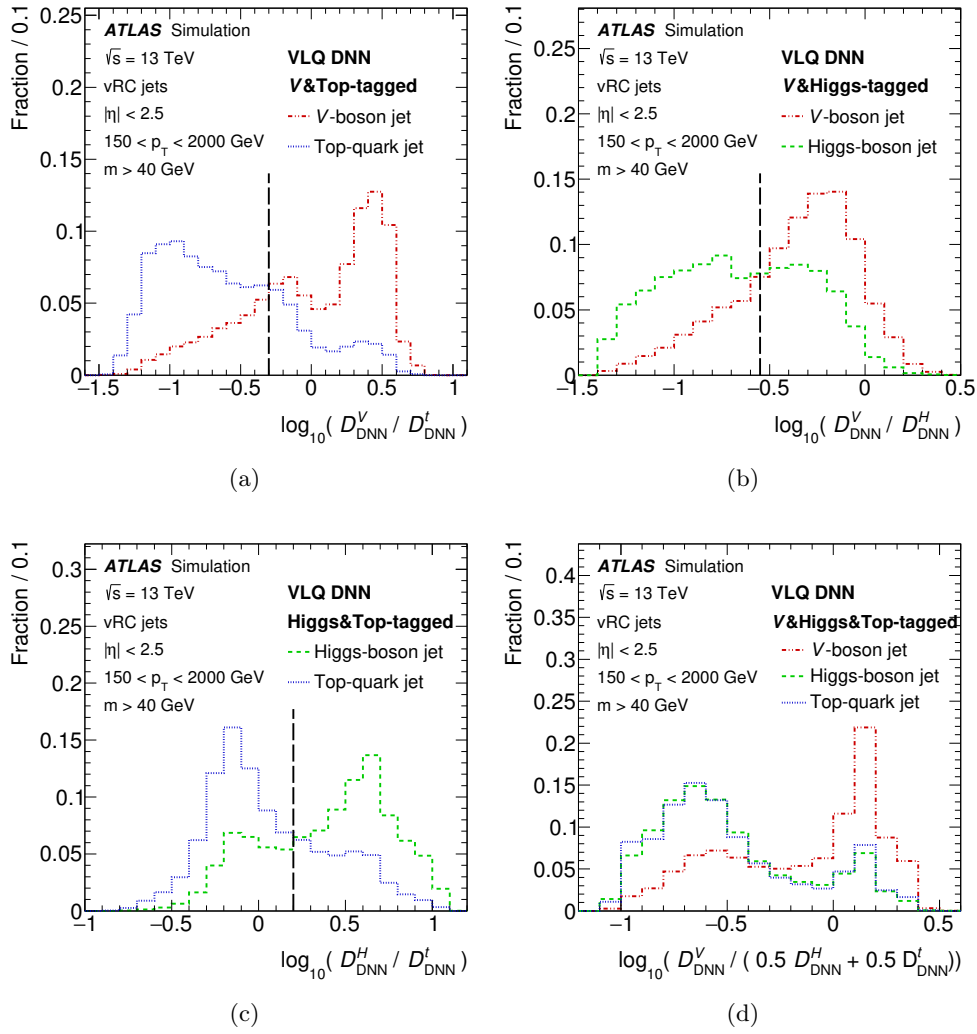 Fraction / 0.1
ATLAS Simulation
√s = 13 TeV
vRC jets
|η| < 2.5
150 < p_T < 2000 GeV
m > 40 GeV
VLQ DNN
V&Top-tagged
V-boson jet
Top-quark jet
0.25
0.2
0.15
0.1
0.05
0
−1.5 −1 −0.5 0 0.5 1
log₁₀( D^V_DNN / D^t_DNN )
(a)
Fraction / 0.1
ATLAS Simulation
√s = 13 TeV
vRC jets
|η| < 2.5
150 < p_T < 2000 GeV
m > 40 GeV
VLQ DNN
V&Higgs-tagged
V-boson jet
Higgs-boson jet
0.25
0.2
0.15
0.1
0.05
0
−1.5 −1 −0.5 0 0.5
log₁₀( D^V_DNN / D^H_DNN )
(b)
Fraction / 0.1
ATLAS Simulation
√s = 13 TeV
vRC jets
|η| < 2.5
150 < p_T < 2000 GeV
m > 40 GeV
VLQ DNN
Higgs&Top-tagged
Higgs-boson jet
Top-quark jet
0.3
0.25
0.2
0.15
0.1
0.05
0
−1 −0.5 0 0.5 1
log₁₀( D^H_DNN / D^t_DNN )
(c)
Fraction / 0.1
ATLAS Simulation
√s = 13 TeV
vRC jets
|η| < 2.5
150 < p_T < 2000 GeV
m > 40 GeV
VLQ DNN
V&Higgs&Top-tagged
V-boson jet
Higgs-boson jet
Top-quark jet
0.4
0.35
0.3
0.25
0.2
0.15
0.1
0.05
0
−1 −0.5 0 0.5
log₁₀( D^V_DNN / ( 0.5 D^H_DNN + 0.5 D^t_DNN))
(d)